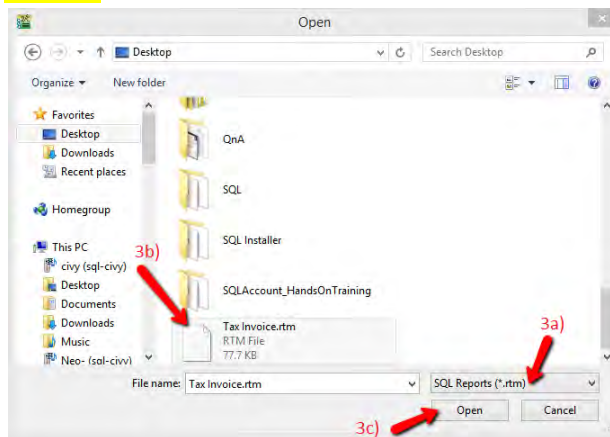 Open
Desktop
Search Desktop
Organize
New folder
Favorites
Desktop
Downloads
Recent places
Homegroup
This PC
civy (sql-civy)
Desktop
Documents
Downloads
Music
Neo- (sql-civy)
QnA
SQL
SQL Installer
SQLAccount_HandsOnTraining
3b)
Tax Invoice.rtm
RTM File
77.7 KB
3a)
File name:
Tax Invoice.rtm
SQL Reports (*.rtm)
3c)
Open
Cancel